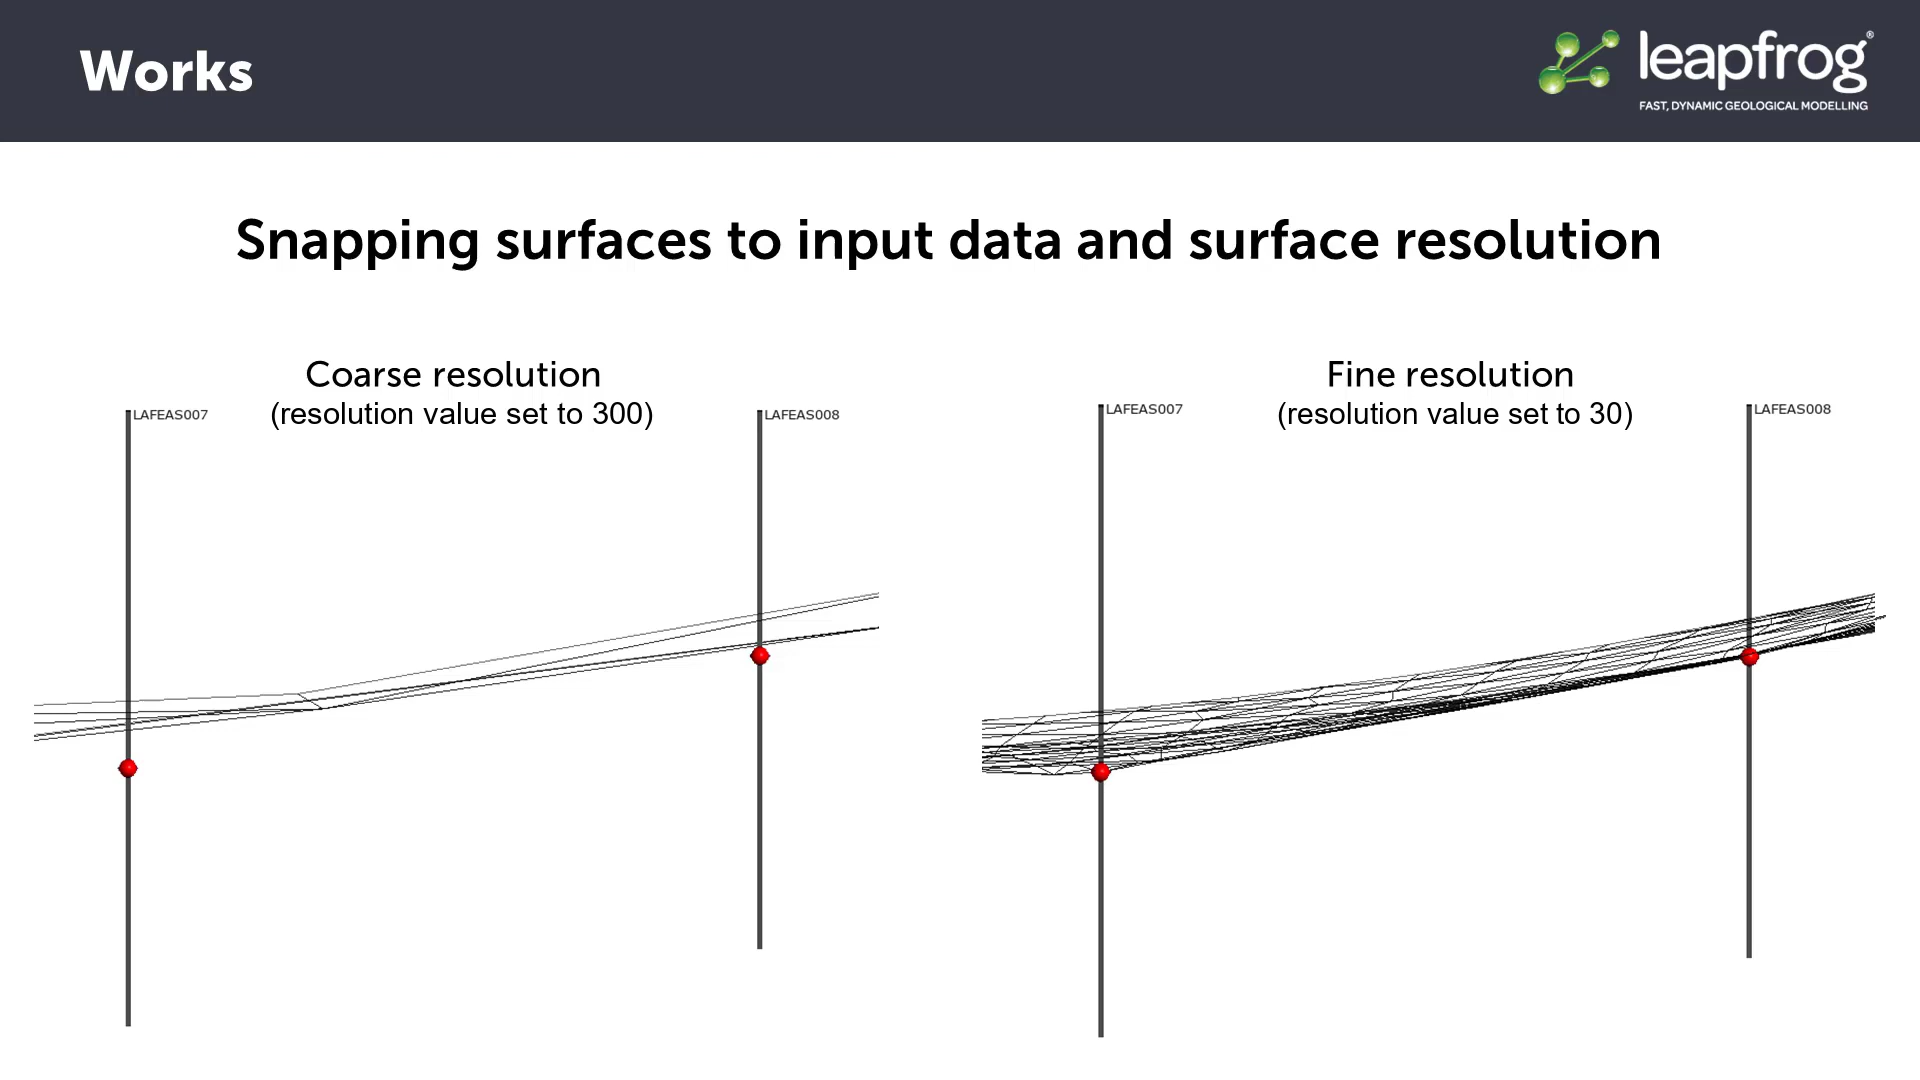 Works
leapfrog®
FAST, DYNAMIC GEOLOGICAL MODELLING
Snapping surfaces to input data and surface resolution
Coarse resolution
(resolution value set to 300)
LAFEAS007
LAFEAS008
Fine resolution
(resolution value set to 30)
LAFEAS007
LAFEAS008